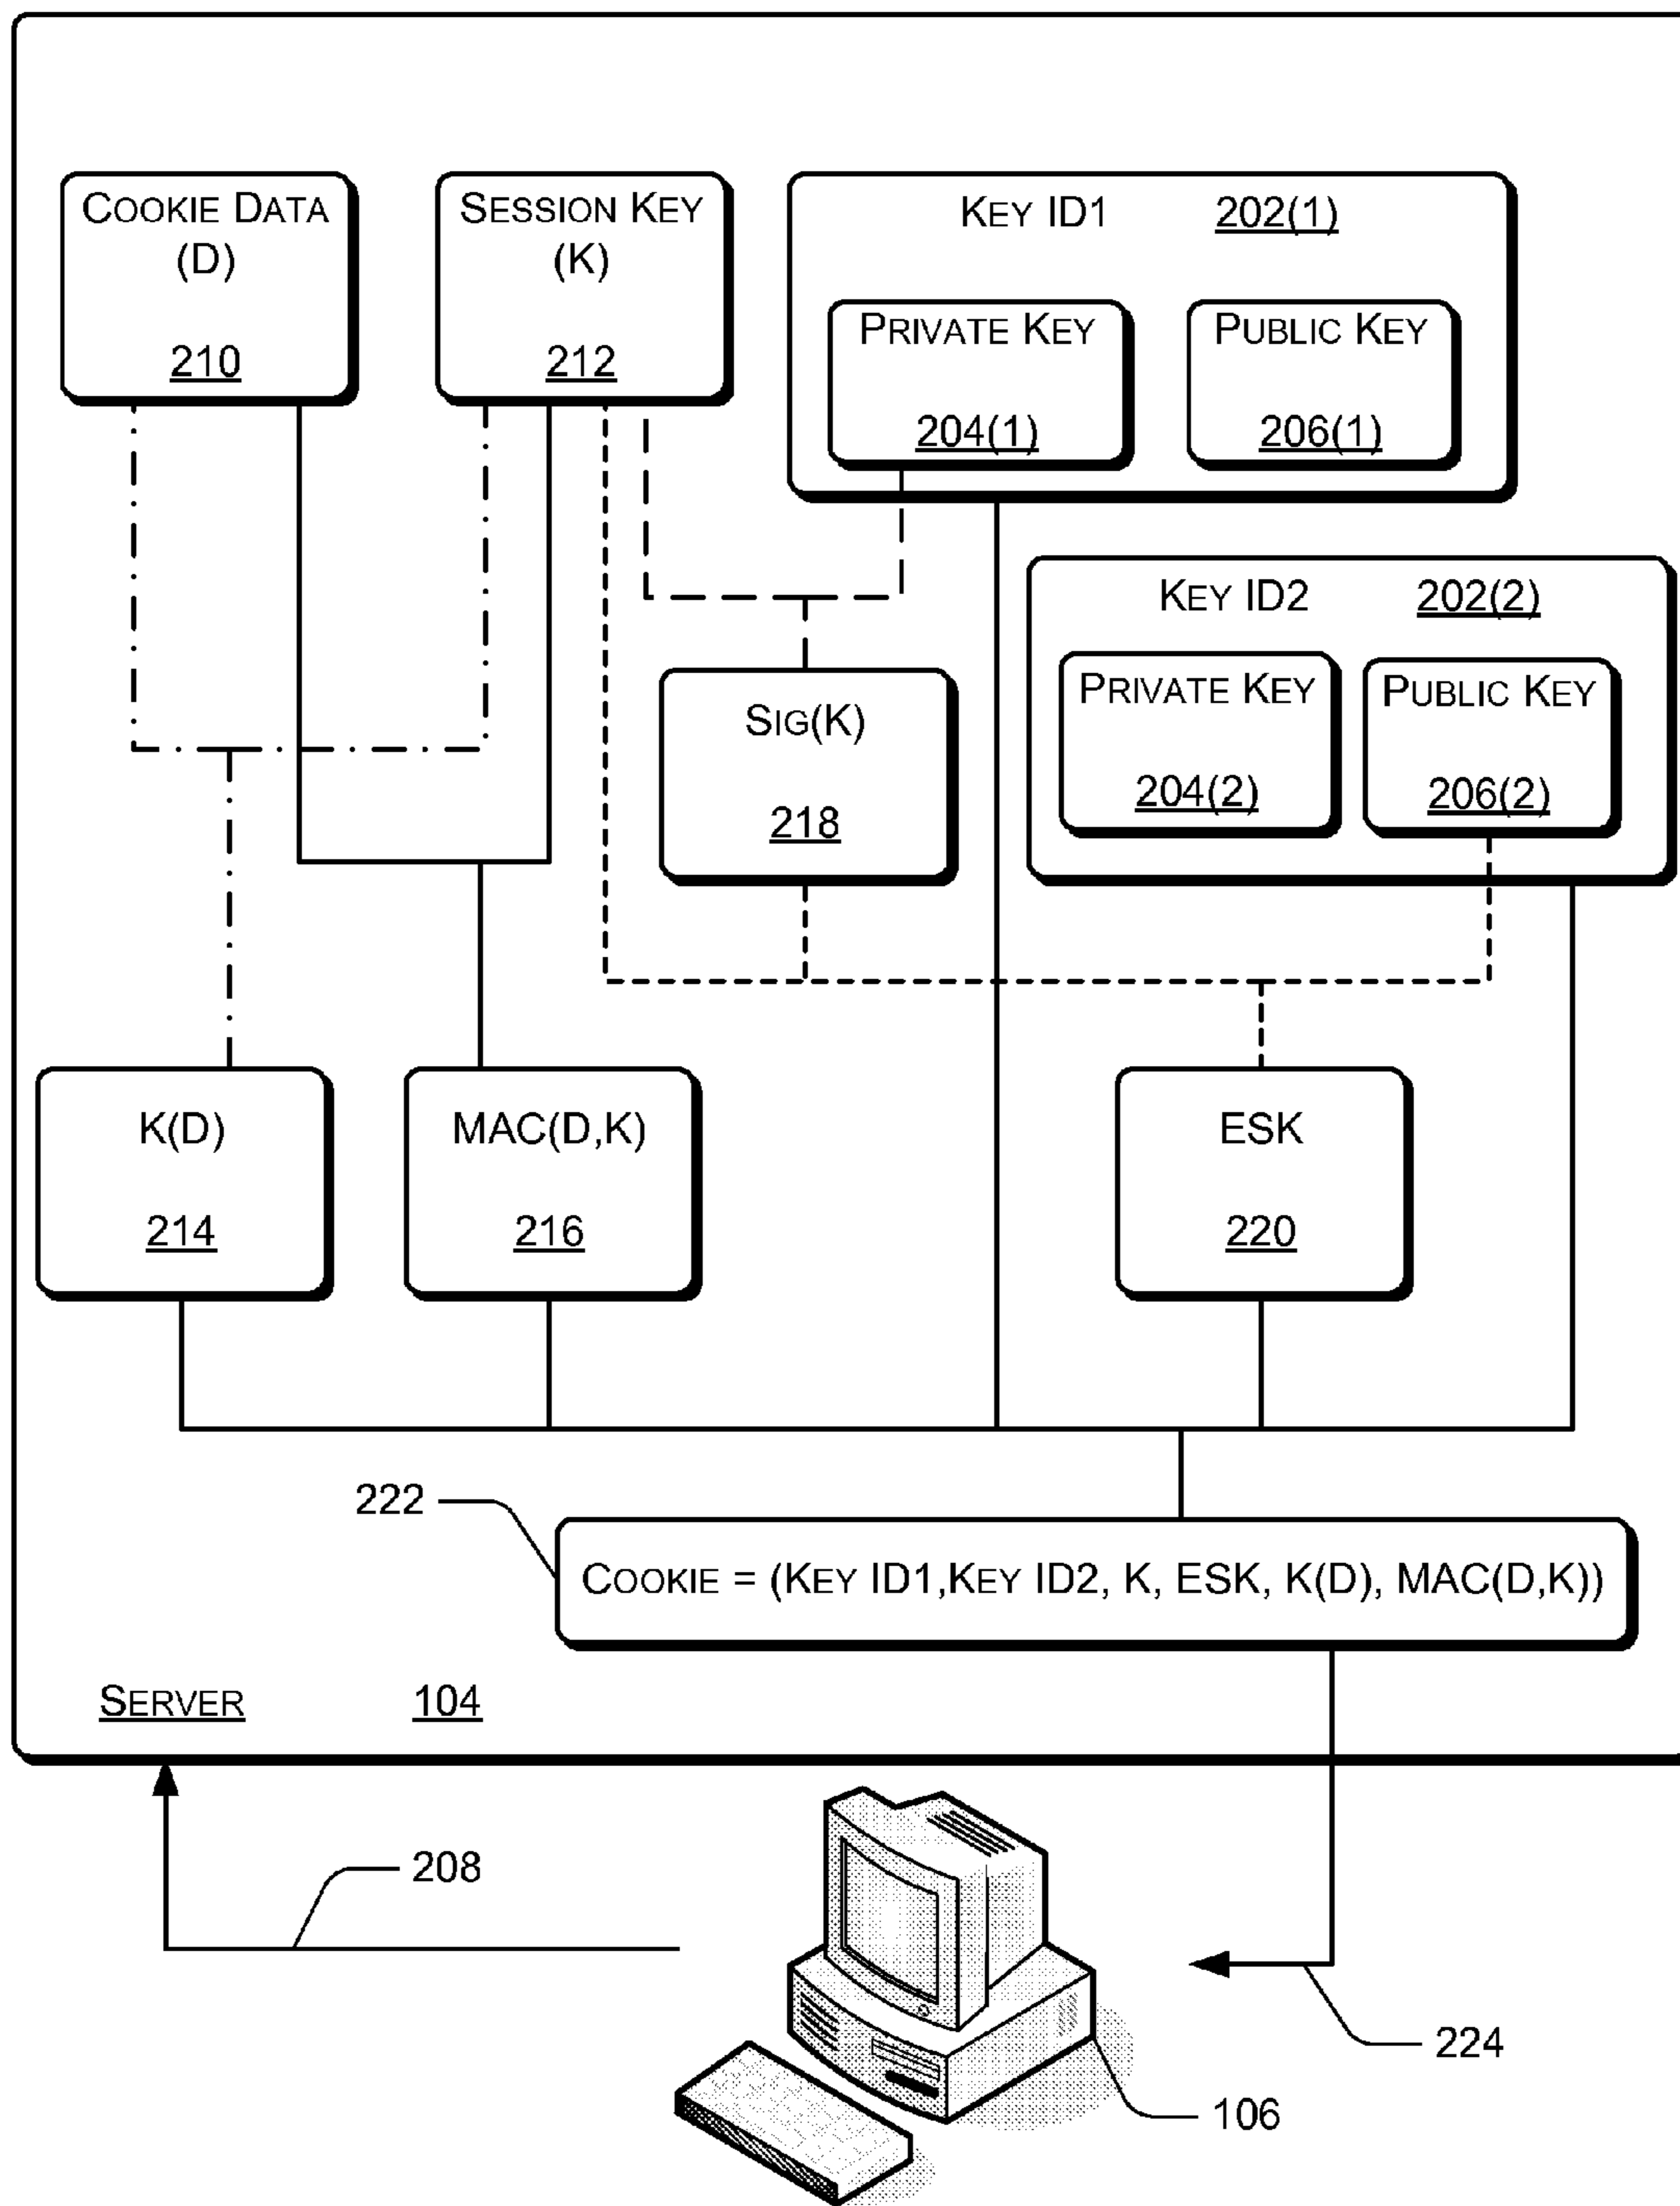 COOKIE DATA
(D)
210
SESSION KEY
(K)
212
KEY ID1 202(1)
PRIVATE KEY
204(1)
PUBLIC KEY
206(1)
KEY ID2 202(2)
PRIVATE KEY
204(2)
PUBLIC KEY
206(2)
SIG(K)
218
K(D)
214
MAC(D,K)
216
ESK
220
222
COOKIE = (KEY ID1,KEY ID2, K, ESK, K(D), MAC(D,K))
SERVER 104
208
224
106